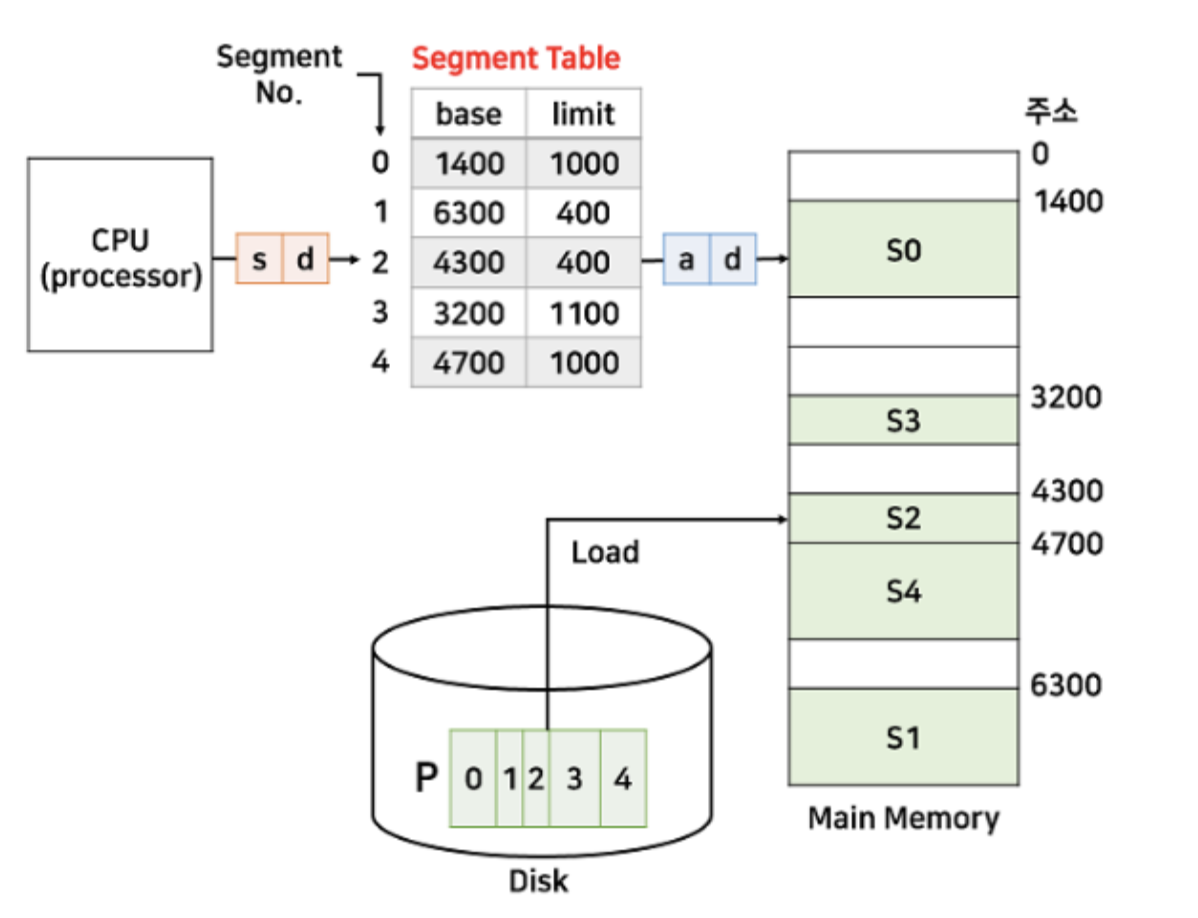 Segment
No.
Segment Table
base limit
0 1400 1000
1 6300 400
2 4300 400
3 3200 1100
4 4700 1000
CPU
(processor)
s d
a d
주소
0
1400
S0
3200
S3
4300
S2
4700
S4
6300
S1
Main Memory
Load
P 0 1 2 3 4
Disk